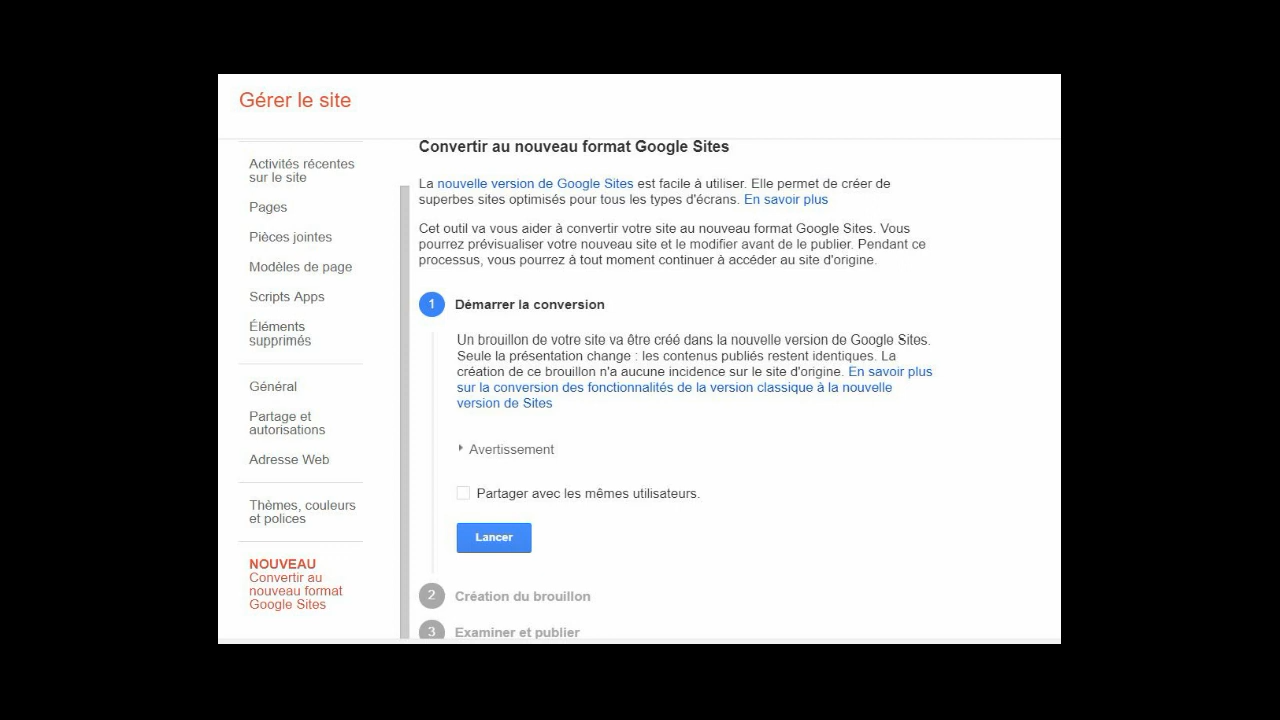 Gérer le site
Activités récentes
sur le site
Pages
Pièces jointes
Modèles de page
Scripts Apps
Éléments
supprimés
Général
Partage et
autorisations
Adresse Web
Thèmes, couleurs
et polices
NOUVEAU
Convertir au
nouveau format
Google Sites
Convertir au nouveau format Google Sites
La nouvelle version de Google Sites est facile à utiliser. Elle permet de créer de
superbes sites optimisés pour tous les types d'écrans. En savoir plus
Cet outil va vous aider à convertir votre site au nouveau format Google Sites. Vous
pourrez prévisualiser votre nouveau site et le modifier avant de le publier. Pendant ce
processus, vous pourrez à tout moment continuer à accéder au site d'origine.
1 Démarrer la conversion
Un brouillon de votre site va être créé dans la nouvelle version de Google Sites.
Seule la présentation change : les contenus publiés restent identiques. La
création de ce brouillon n'a aucune incidence sur le site d'origine. En savoir plus
sur la conversion des fonctionnalités de la version classique à la nouvelle
version de Sites
Avertissement
Partager avec les mêmes utilisateurs.
Lancer
2 Création du brouillon
3 Examiner et publier